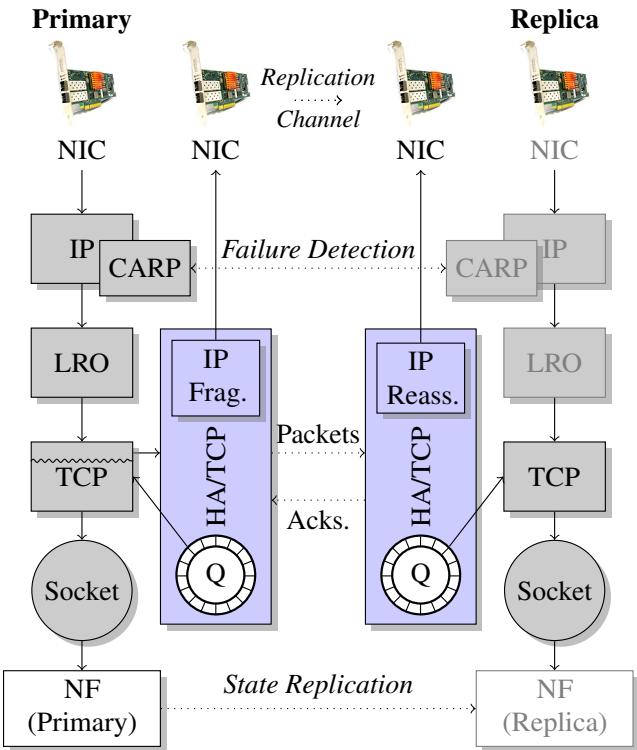 Primary
Replica
Replication
Channel
NIC
NIC
NIC
NIC
IP
CARP
Failure Detection
CARP
IP
LRO
IP
Frag.
IP
Reass.
LRO
TCP
HA/TCP
Packets
Acks.
HA/TCP
TCP
Socket
Q
Q
Socket
NF
(Primary)
State Replication
NF
(Replica)